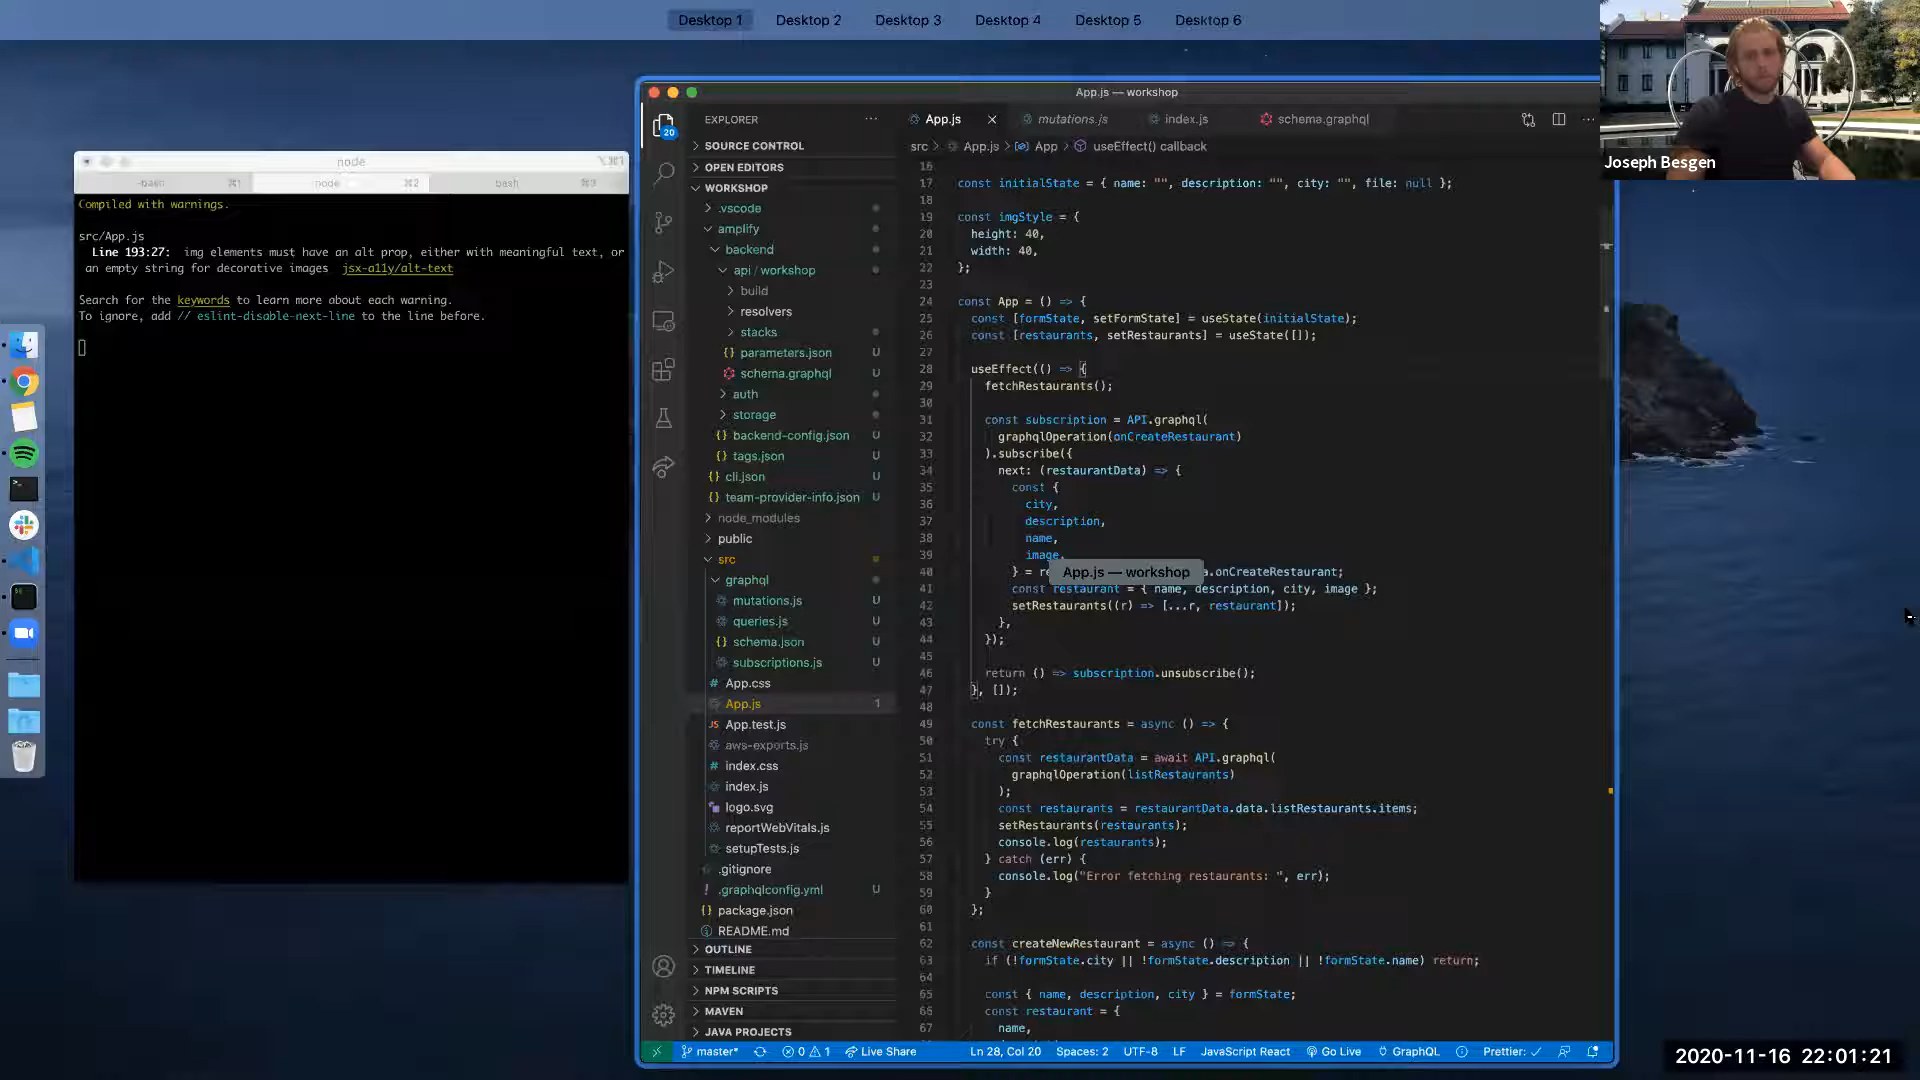 Desktop 1 Desktop 2 Desktop 3 Desktop 4 Desktop 5 Desktop 6
Joseph Besgen
node
⌥⌘1
-bash ⌘1 node ⌘2 bash ⌘3
Compiled with warnings.
src/App.js
Line 193:27: img elements must have an alt prop, either with meaningful text, or
an empty string for decorative images jsx-a11y/alt-text
Search for the keywords to learn more about each warning.
To ignore, add // eslint-disable-next-line to the line before.
App.js — workshop
20
EXPLORER ···
SOURCE CONTROL
OPEN EDITORS
WORKSHOP
.vscode
amplify
backend
api / workshop
build
resolvers
stacks
{} parameters.json U
schema.graphql U
auth
storage
{} backend-config.json U
{} tags.json U
{} cli.json U
{} team-provider-info.json U
node_modules
public
src
graphql
mutations.js U
queries.js U
{} schema.json U
subscriptions.js U
# App.css
App.js 1
JS App.test.js
aws-exports.js
# index.css
index.js
logo.svg
reportWebVitals.js
setupTests.js
.gitignore
! .graphqlconfig.yml U
{} package.json
README.md
OUTLINE
TIMELINE
NPM SCRIPTS
MAVEN
JAVA PROJECTS
App.js mutations.js index.js schema.graphql
src > App.js > App > useEffect() callback
16
17 const initialState = { name: "", description: "", city: "", file: null };
18
19 const imgStyle = {
20 height: 40,
21 width: 40,
22 };
23
24 const App = () => {
25 const [formState, setFormState] = useState(initialState);
26 const [restaurants, setRestaurants] = useState([]);
27
28 useEffect(() => {
29 fetchRestaurants();
30
31 const subscription = API.graphql(
32 graphqlOperation(onCreateRestaurant)
33 ).subscribe({
34 next: (restaurantData) => {
35 const {
36 city,
37 description,
38 name,
39 image,
40 } = re a.onCreateRestaurant;
App.js — workshop
41 const restaurant = { name, description, city, image };
42 setRestaurants((r) => [...r, restaurant]);
43 },
44 });
45
46 return () => subscription.unsubscribe();
47 }, []);
48
49 const fetchRestaurants = async () => {
50 try {
51 const restaurantData = await API.graphql(
52 graphqlOperation(listRestaurants)
53 );
54 const restaurants = restaurantData.data.listRestaurants.items;
55 setRestaurants(restaurants);
56 console.log(restaurants);
57 } catch (err) {
58 console.log("Error fetching restaurants: ", err);
59 }
60 };
61
62 const createNewRestaurant = async () => {
63 if (!formState.city || !formState.description || !formState.name) return;
64
65 const { name, description, city } = formState;
66 const restaurant = {
67 name,
master* 0 1 Live Share Ln 28, Col 20 Spaces: 2 UTF-8 LF JavaScript React Go Live GraphQL Prettier: ✓
2020-11-16 22:01:21